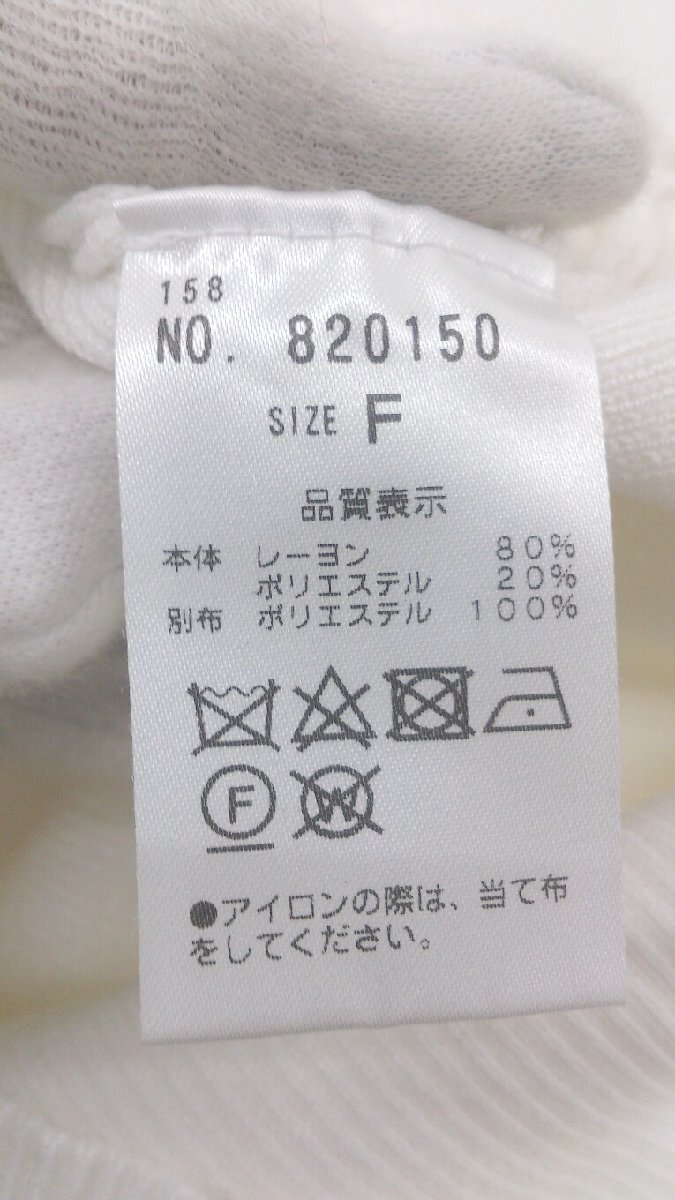 158
NO. 820150
SIZE F
品質表示
本体 レーヨン 80%
ポリエステル 20%
別布 ポリエステル 100%
F W
●アイロンの際は、当て布
をしてください。